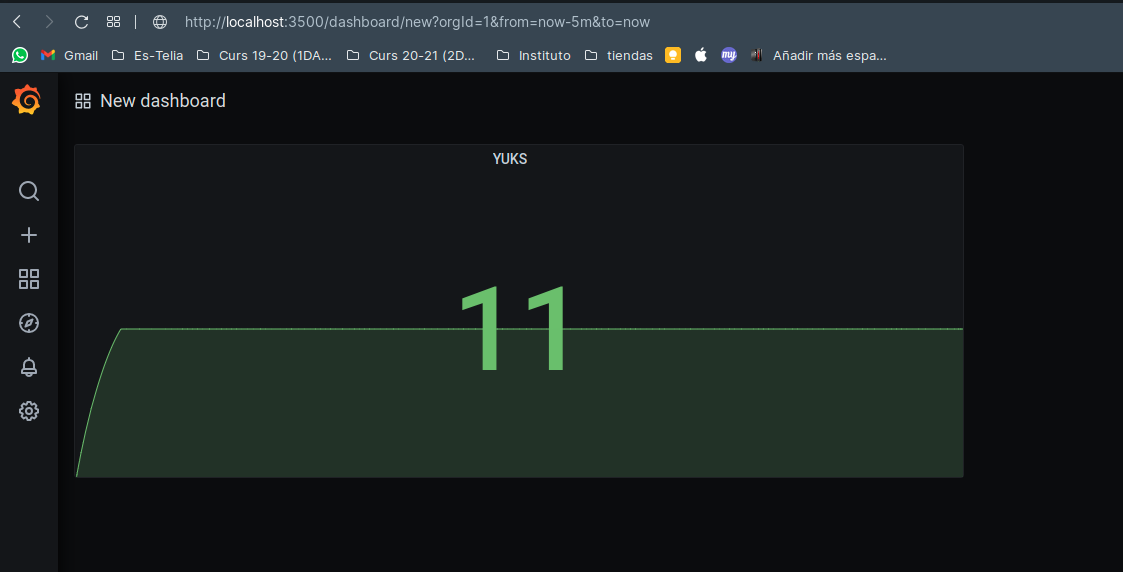 http://localhost:3500/dashboard/new?orgId=1&from=now-5m&to=now
Gmail Es-Telia Curs 19-20 (1DA... Curs 20-21 (2D... Instituto tiendas my Añadir más espa...
New dashboard
YUKS
11